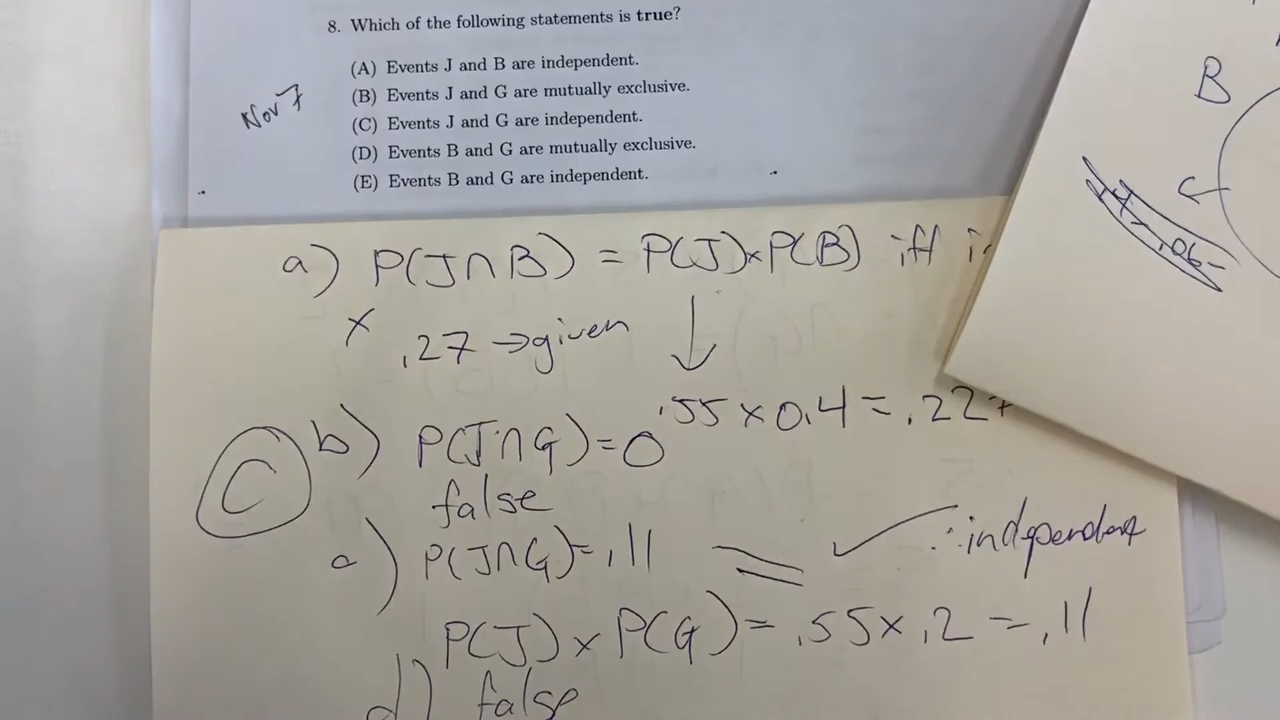 8. Which of the following statements is true?
(A) Events J and B are independent.
(B) Events J and G are mutually exclusive.
(C) Events J and G are independent.
(D) Events B and G are mutually exclusive.
(E) Events B and G are independent.
Nov 7
B
a) P(J∩B) = P(J)×P(B) iff
× .27 → given
.55 × 0.4 = .22
b) P(J∩G) = 0
false
C
c) P(J∩G) = .11 = ✓ ∴ independent
P(J) × P(G) = .55 × .2 = .11
d) false